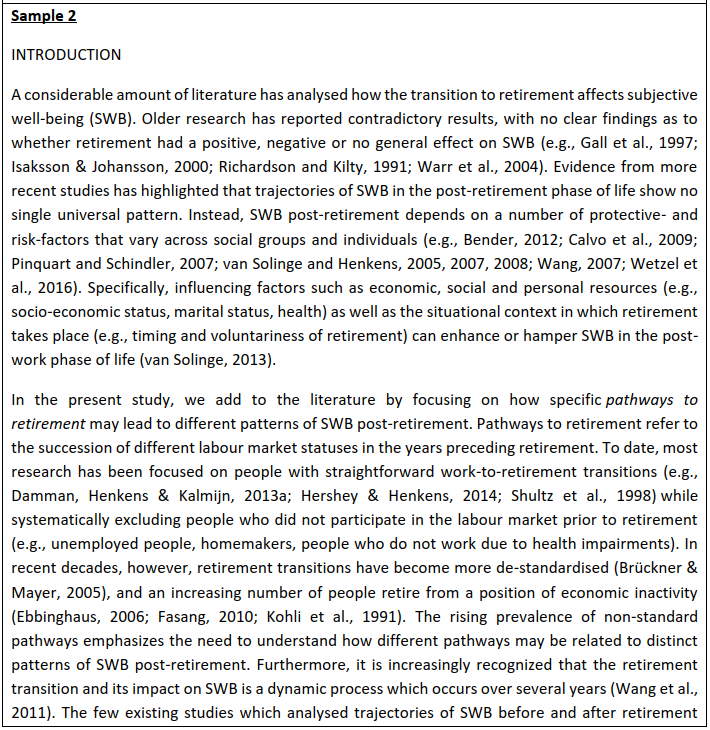 Sample 2
INTRODUCTION
A considerable amount of literature has analysed how the transition to retirement affects subjective
well-being (SWB). Older research has reported contradictory results, with no clear findings as to
whether retirement had a positive, negative or no general effect on SWB (e.g., Gall et al., 1997;
Isaksson & Johansson, 2000; Richardson and Kilty, 1991; Warr et al., 2004). Evidence from more
recent studies has highlighted that trajectories of SWB in the post-retirement phase of life show no
single universal pattern. Instead, SWB post-retirement depends on a number of protective- and
risk-factors that vary across social groups and individuals (e.g., Bender, 2012; Calvo et al., 2009;
Pinquart and Schindler, 2007; van Solinge and Henkens, 2005, 2007, 2008; Wang, 2007; Wetzel et
al., 2016). Specifically, influencing factors such as economic, social and personal resources (e.g.,
socio-economic status, marital status, health) as well as the situational context in which retirement
takes place (e.g., timing and voluntariness of retirement) can enhance or hamper SWB in the post-
work phase of life (van Solinge, 2013).
In the present study, we add to the literature by focusing on how specific pathways to
retirement may lead to different patterns of SWB post-retirement. Pathways to retirement refer to
the succession of different labour market statuses in the years preceding retirement. To date, most
research has been focused on people with straightforward work-to-retirement transitions (e.g.,
Damman, Henkens & Kalmijn, 2013a; Hershey & Henkens, 2014; Shultz et al., 1998) while
systematically excluding people who did not participate in the labour market prior to retirement
(e.g., unemployed people, homemakers, people who do not work due to health impairments). In
recent decades, however, retirement transitions have become more de-standardised (Brückner &
Mayer, 2005), and an increasing number of people retire from a position of economic inactivity
(Ebbinghaus, 2006; Fasang, 2010; Kohli et al., 1991). The rising prevalence of non-standard
pathways emphasizes the need to understand how different pathways may be related to distinct
patterns of SWB post-retirement. Furthermore, it is increasingly recognized that the retirement
transition and its impact on SWB is a dynamic process which occurs over several years (Wang et al.,
2011). The few existing studies which analysed trajectories of SWB before and after retirement